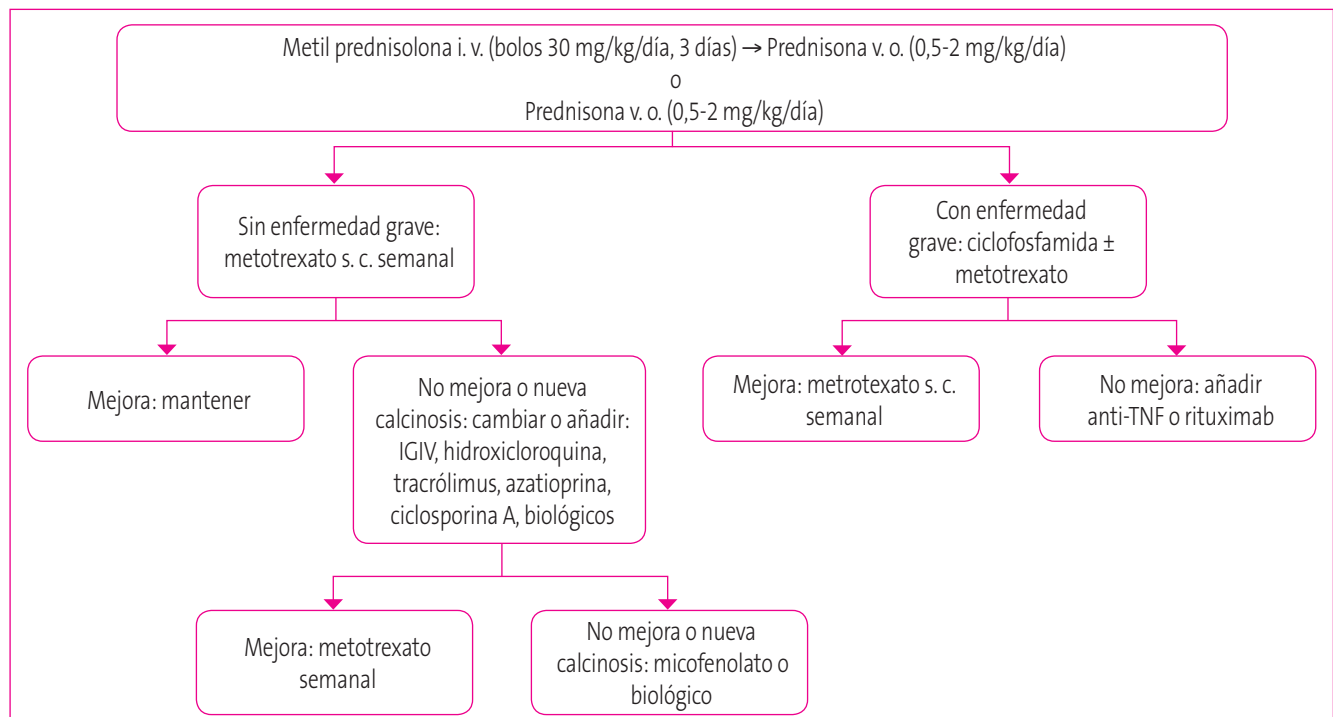 Metil prednisolona i. v. (bolos 30 mg/kg/día, 3 días) → Prednisona v. o. (0,5-2 mg/kg/día)
o
Prednisona v. o. (0,5-2 mg/kg/día)
Sin enfermedad grave:
metotrexato s. c. semanal
Con enfermedad
grave: ciclofosfamida ±
metotrexato
Mejora: mantener
No mejora o nueva
calcinosis: cambiar o añadir:
IGIV, hidroxicloroquina,
tracrólimus, azatioprina,
ciclosporina A, biológicos
Mejora: metrotexato s. c.
semanal
No mejora: añadir
anti-TNF o rituximab
Mejora: metotrexato
semanal
No mejora o nueva
calcinosis: micofenolato o
biológico